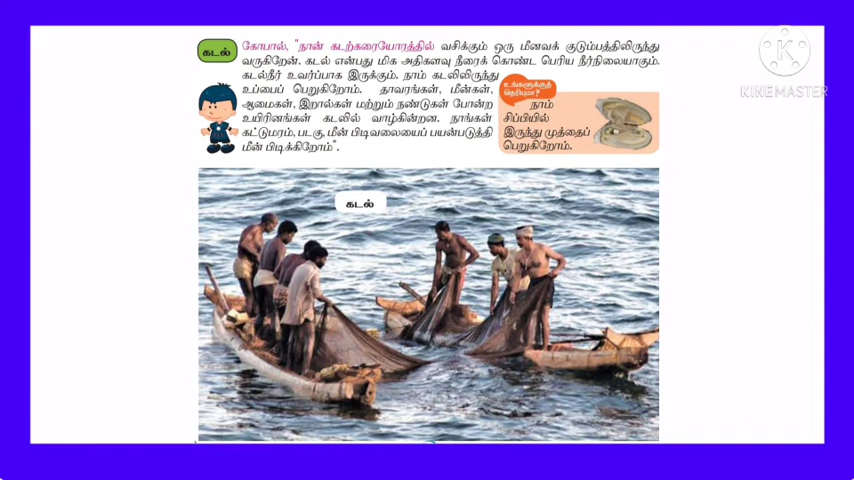 கடல்
கோபால், "நான் கடற்கரையோரத்தில் வசிக்கும் ஒரு மீனவக் குடும்பத்திலிருந்து
வருகிறேன். கடல் என்பது மிக அதிகளவு நீரைக் கொண்ட பெரிய நீர்நிலையாகும்.
கடல்நீர் உவர்ப்பாக இருக்கும். நாம் கடலிலிருந்து
உப்பைப் பெறுகிறோம். தாவரங்கள், மீன்கள்,
ஆமைகள், இறால்கள் மற்றும் நண்டுகள் போன்ற
உயிரினங்கள் கடலில் வாழ்கின்றன. நாங்கள்
கட்டுமரம், படகு, மீன் பிடிவலையைப் பயன்படுத்தி
மீன் பிடிக்கிறோம்".
உங்களுக்குத்
தெரியுமா?
நாம்
சிப்பியில்
இருந்து முத்தைப்
பெறுகிறோம்.
கடல்
KINEMASTER